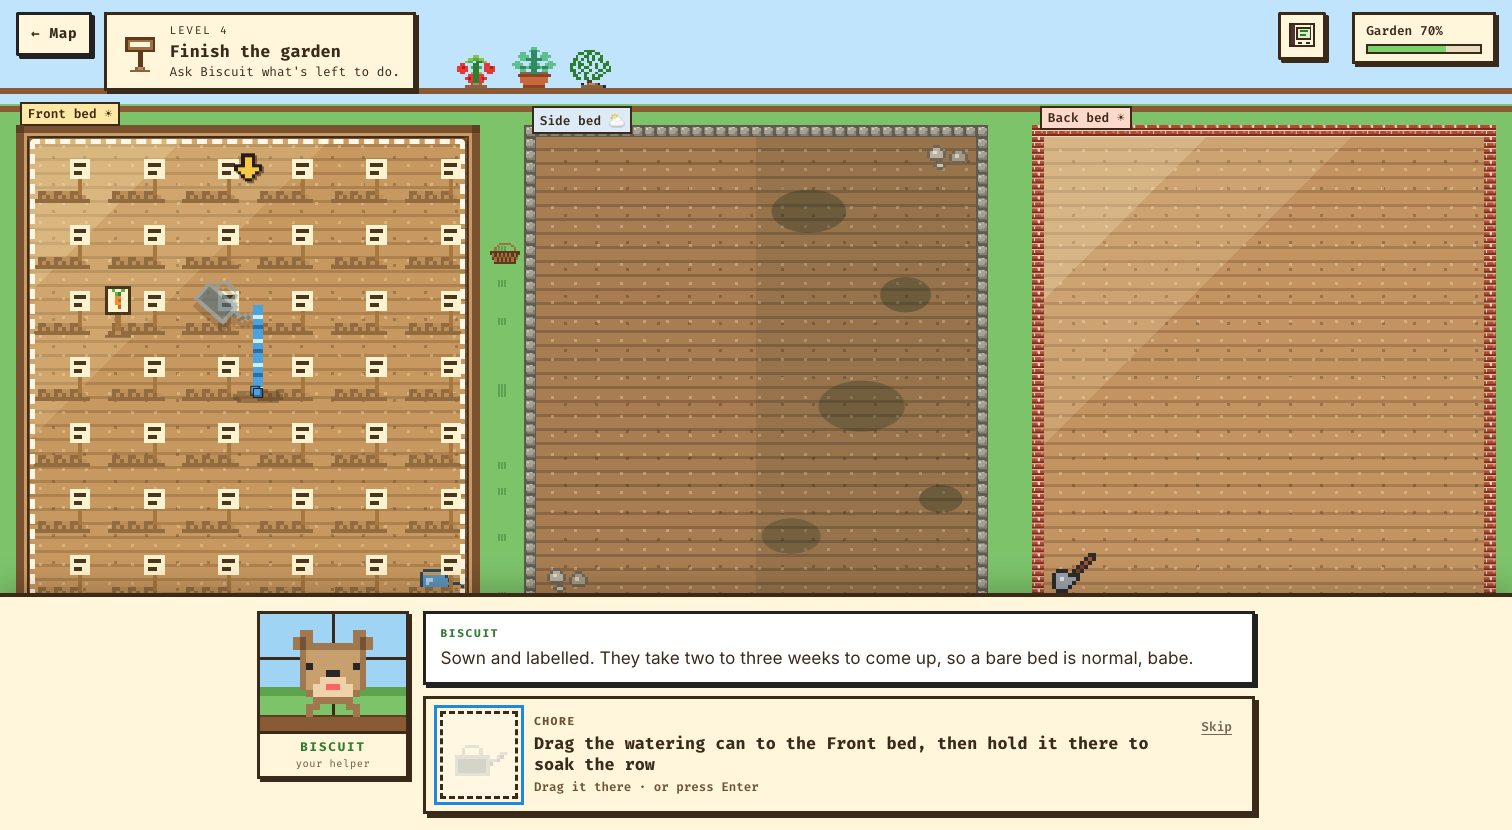 ← Map
LEVEL 4
Finish the garden
Ask Biscuit what's left to do.
Garden 70%
Front bed ☀
Side bed ⛅
Back bed ☀
BISCUIT
Sown and labelled. They take two to three weeks to come up, so a bare bed is normal, babe.
BISCUIT
your helper
CHORE
Drag the watering can to the Front bed, then hold it there to
soak the row
Drag it there · or press Enter
Skip